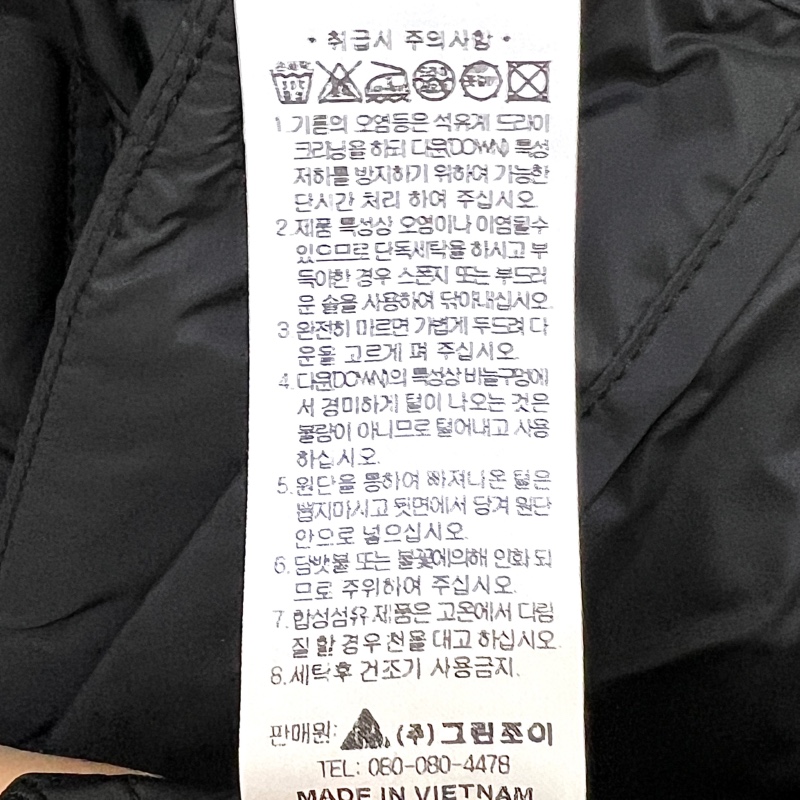 • 취급시 주의사항 •
손세탁
30℃
중성
1.기름의 오염등은 석유계 드라이
크리닝을 하되 다운(DOWN) 특성
저하를 방지하기 위하여 가능한
단시간 처리 하여 주십시오.
2.제품 특성상 오염이나 이염될수
있으므로 단독세탁을 하시고 부
득이한 경우 스폰지 또는 부드러
운 솔을 사용하여 닦아내십시오.
3.완전히 마르면 가볍게 두드려 다
운을 고르게 펴 주십시오.
4.다운(DOWN)의 특성상 바늘구멍에
서 경미하게 털이 나오는 것은
불량이 아니므로 털어내고 사용
하십시오.
5.원단을 통하여 빠져나온 털은
뽑지마시고 뒷면에서 당겨 원단
안으로 넣으십시오.
6.담뱃불 또는 불꽃에의해 인화 되
므로 주위하여 주십시오.
7.합성섬유 제품은 고온에서 다림
질 할 경우 천을 대고 하십시오.
8.세탁후 건조기 사용금지.
판매원: (주)그린조이
TEL: 080-080-4478
MADE IN VIETNAM